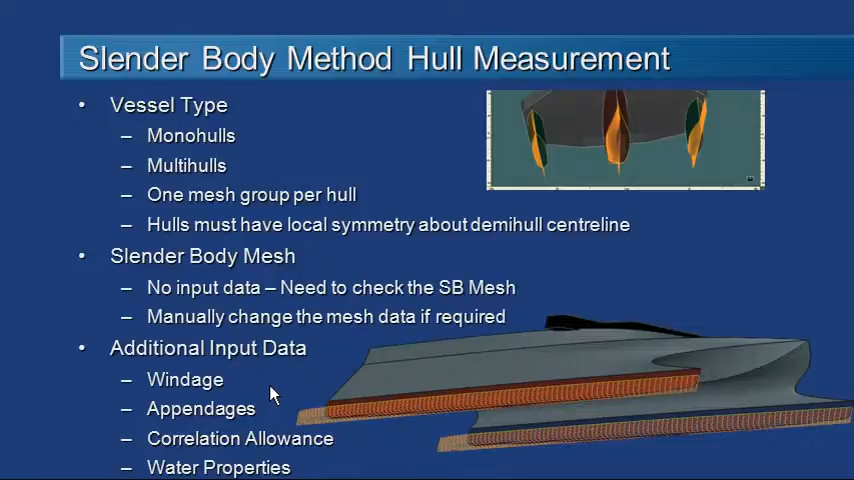 Slender Body Method Hull Measurement
• Vessel Type
– Monohulls
– Multihulls
– One mesh group per hull
– Hulls must have local symmetry about demihull centreline
• Slender Body Mesh
– No input data – Need to check the SB Mesh
– Manually change the mesh data if required
• Additional Input Data
– Windage
– Appendages
– Correlation Allowance
– Water Properties